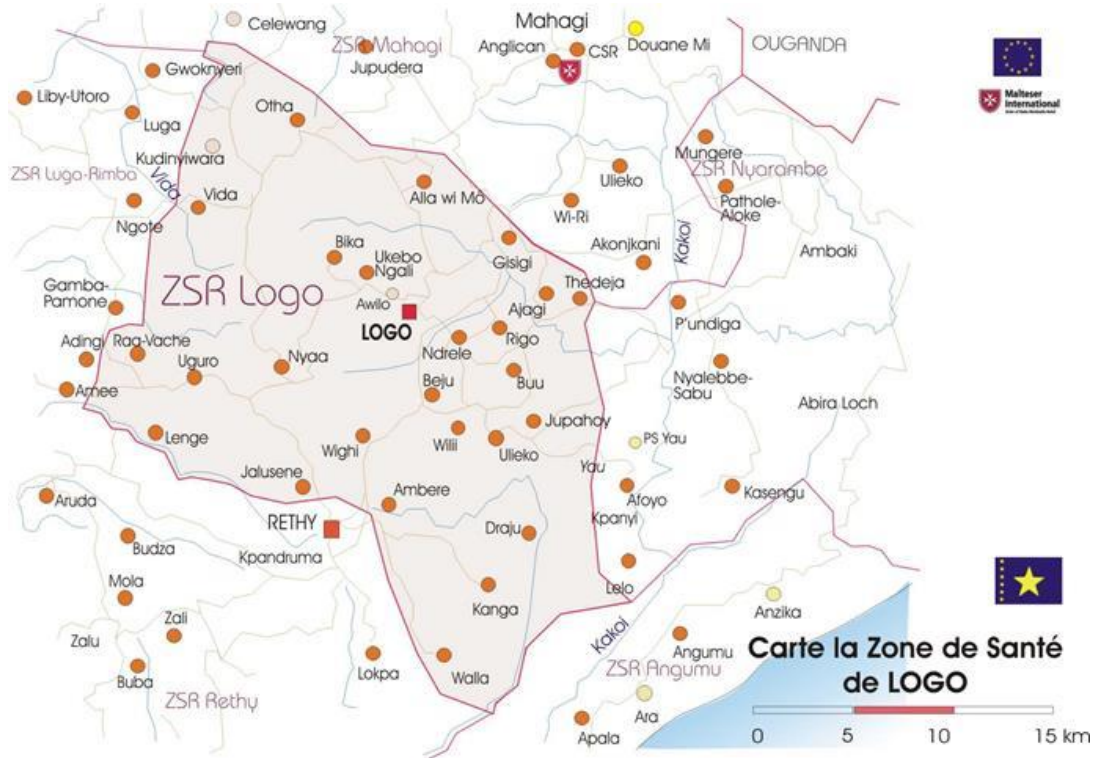 Celewang
Mahagi
ZSR Mahagi
Anglican
CSR
Douane Mi
OUGANDA
Jupudera
Gwoknyeri
Liby-Utoro
Otha
Luga
Malteser
International
Kudinyiwara
Mungere
ZSR Luga-Rimba
Vida
ZSR Nyarambe
Ulieko
Vida
Alla wi Mô
Wi-Ri
Pathole-
Aloke
Ngote
Kakoi
Akonjkani
Ambaki
Bika
Ukebo
Ngali
Gisigi
Thedeja
Gamba-
Pamone
ZSR Logo
Awilo
Ajagi
P'undiga
LOGO
Adingi
Rag-Vache
Uguro
Nyaa
Ndrele
Rigo
Beju
Buu
Nyalebbe-
Sabu
Amee
Abira Loch
Lenge
Wighi
Wilii
Ulieko
Jupahoy
PS Yau
Yau
Jalusene
Ambere
Afoyo
Kasengu
Aruda
RETHY
Draju
Kpanyi
Budza
Kpandruma
Mola
Lelo
Kanga
Anzika
Zali
Zalu
Kakoi
Angumu
Buba
Lokpa
Walla
ZSR Angumu
ZSR Rethy
Ara
Apala
Carte la Zone de Santé
de LOGO
0 5 10 15 km